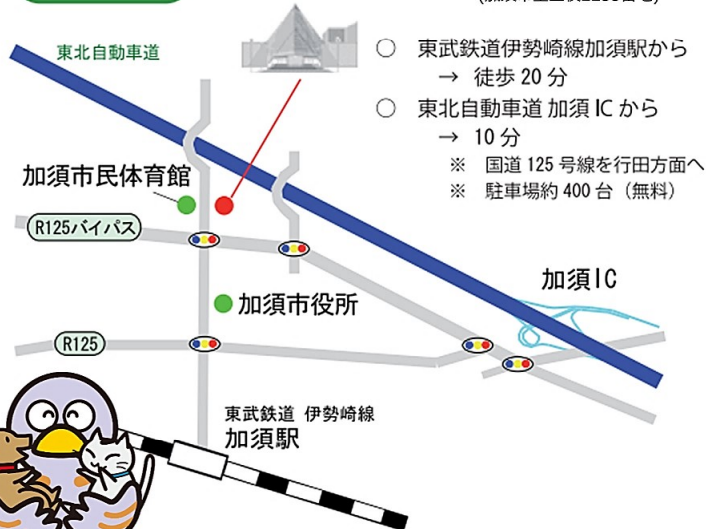 東北自動車道
○ 東武鉄道伊勢崎線加須駅から
→ 徒歩 20 分
○ 東北自動車道 加須 IC から
→ 10 分
※ 国道 125 号線を行田方面へ
※ 駐車場約 400 台（無料）
加須市民体育館
R125バイパス
加須IC
加須市役所
R125
東武鉄道 伊勢崎線
加須駅